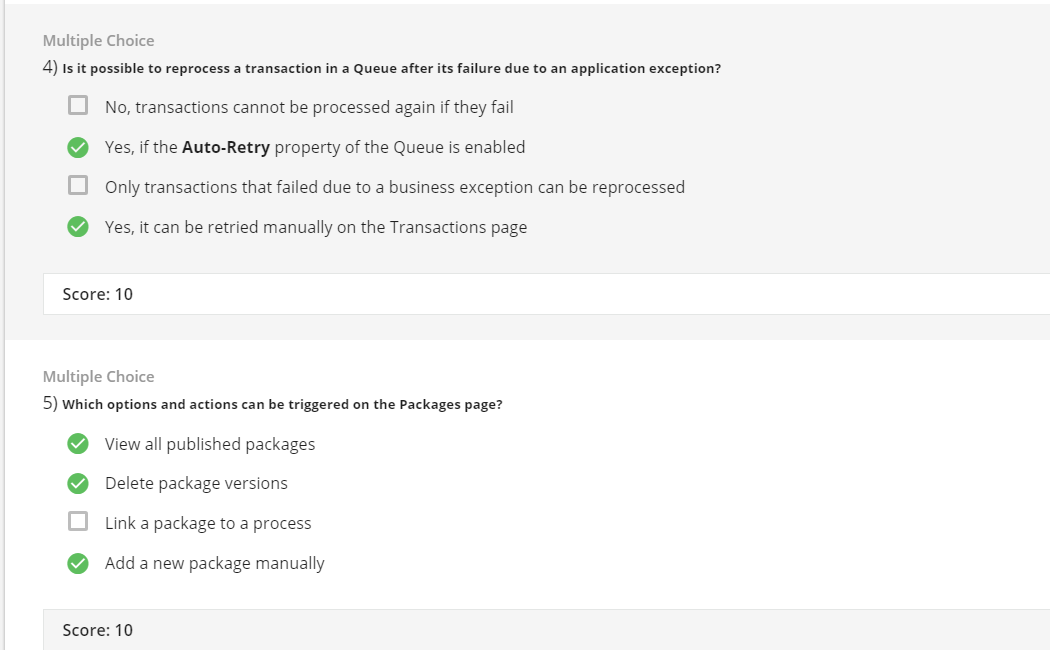 Multiple Choice
4) Is it possible to reprocess a transaction in a Queue after its failure due to an application exception?
No, transactions cannot be processed again if they fail
Yes, if the Auto-Retry property of the Queue is enabled
Only transactions that failed due to a business exception can be reprocessed
Yes, it can be retried manually on the Transactions page
Score: 10
Multiple Choice
5) Which options and actions can be triggered on the Packages page?
View all published packages
Delete package versions
Link a package to a process
Add a new package manually
Score: 10